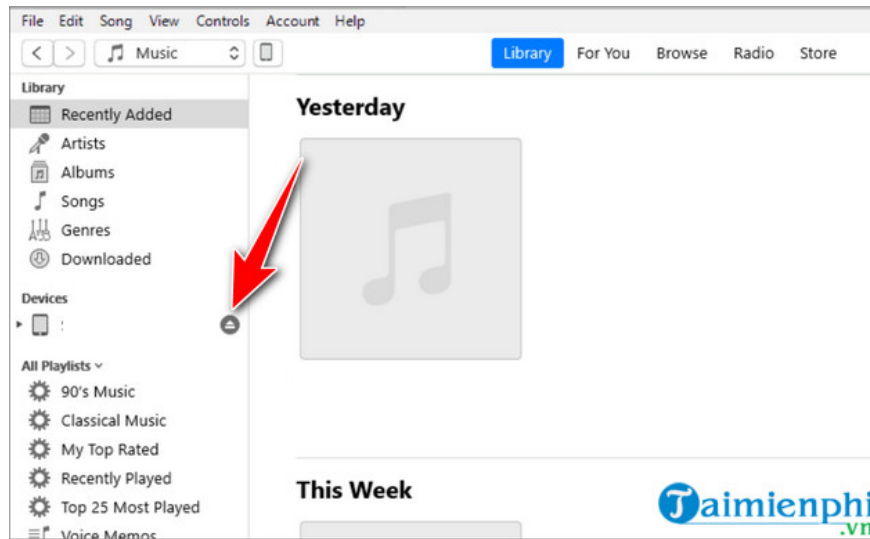 File Edit Song View Controls Account Help
Music
Library For You Browse Radio Store
Library
Recently Added
Artists
Albums
Songs
Genres
Downloaded
Devices
All Playlists
90's Music
Classical Music
My Top Rated
Recently Played
Top 25 Most Played
Voice Memos
Yesterday
This Week
Taimienphi
.vn